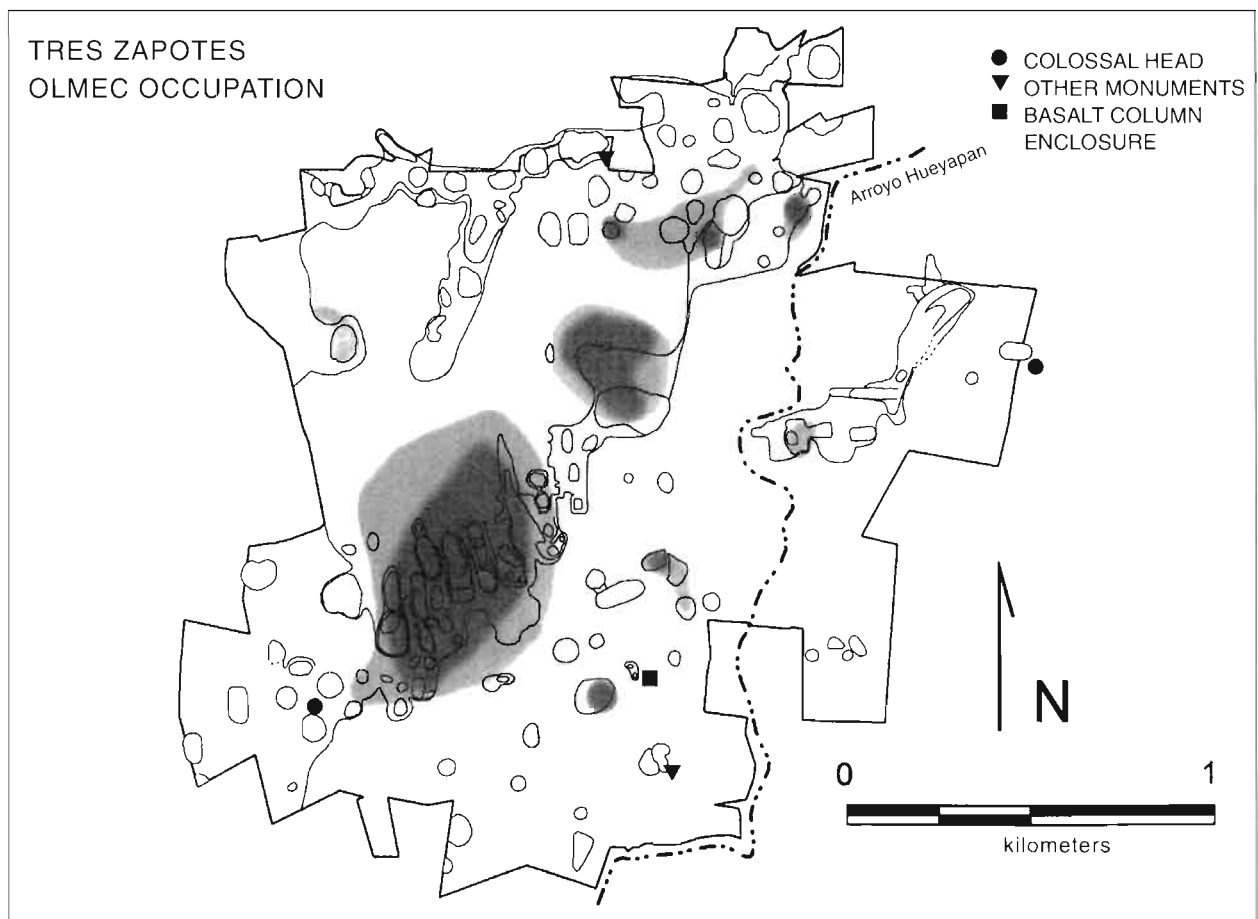 TRES ZAPOTES
OLMEC OCCUPATION
COLOSSAL HEAD
OTHER MONUMENTS
BASALT COLUMN
ENCLOSURE
Arroyo Hueyapan
N
0 1
kilometers